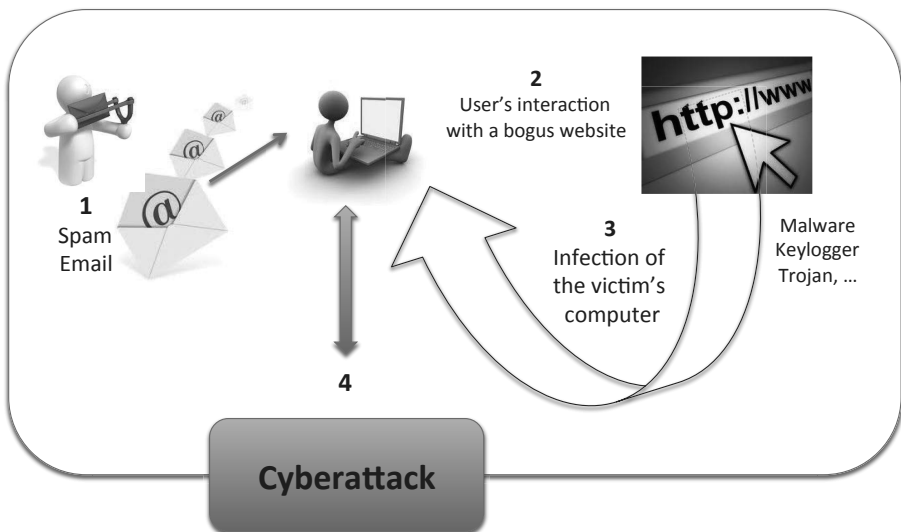 1
Spam
Email
@
@
@
2
User's interaction
with a bogus website
http://www
3
Infection of
the victim's
computer
Malware
Keylogger
Trojan, ...
4
Cyberattack